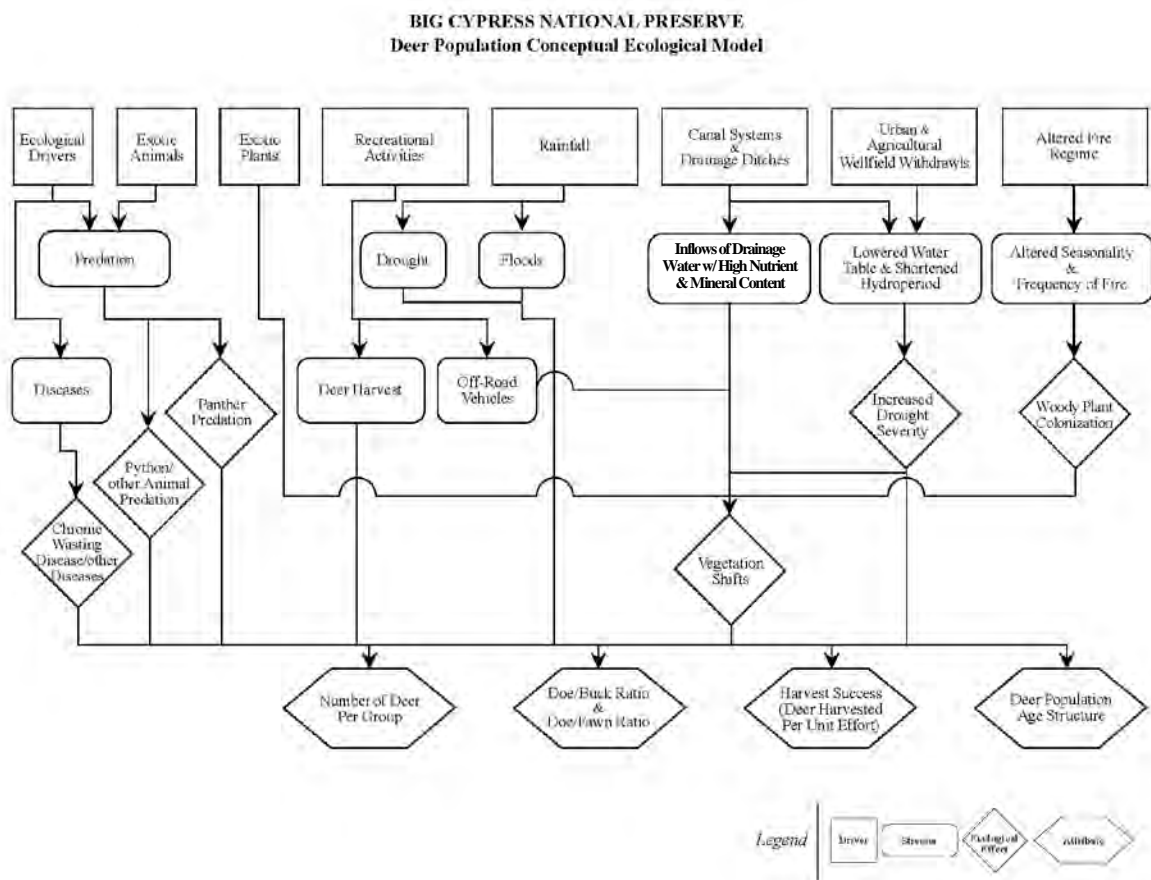 BIG CYPRESS NATIONAL PRESERVE
Deer Population Conceptual Ecological Model
Ecological
Drivers
Exotic
Animals
Exotic
Plants
Recreational
Activities
Rainfall
Canal Systems
&
Drainage Ditches
Urban &
Agricultural
Wellfield Withdrawls
Altered Fire
Regime
Predation
Drought
Floods
Inflows of Drainage
Water w/ High Nutrient
& Mineral Content
Lowered Water
Table & Shortened
Hydroperiod
Altered Seasonality
&
Frequency of Fire
Diseases
Panther
Predation
Deer Harvest
Off-Road
Vehicles
Increased
Drought
Severity
Woody Plant
Colonization
Python/
other Animal
Predation
Chronic
Wasting
Disease/other
Diseases
Vegetation
Shifts
Number of Deer
Per Group
Doe/Buck Ratio
&
Doe/Fawn Ratio
Harvest Success
(Deer Harvested
Per Unit Effort)
Deer Population
Age Structure
Legend
Driver
Stressor
Ecological
Effect
Attribute